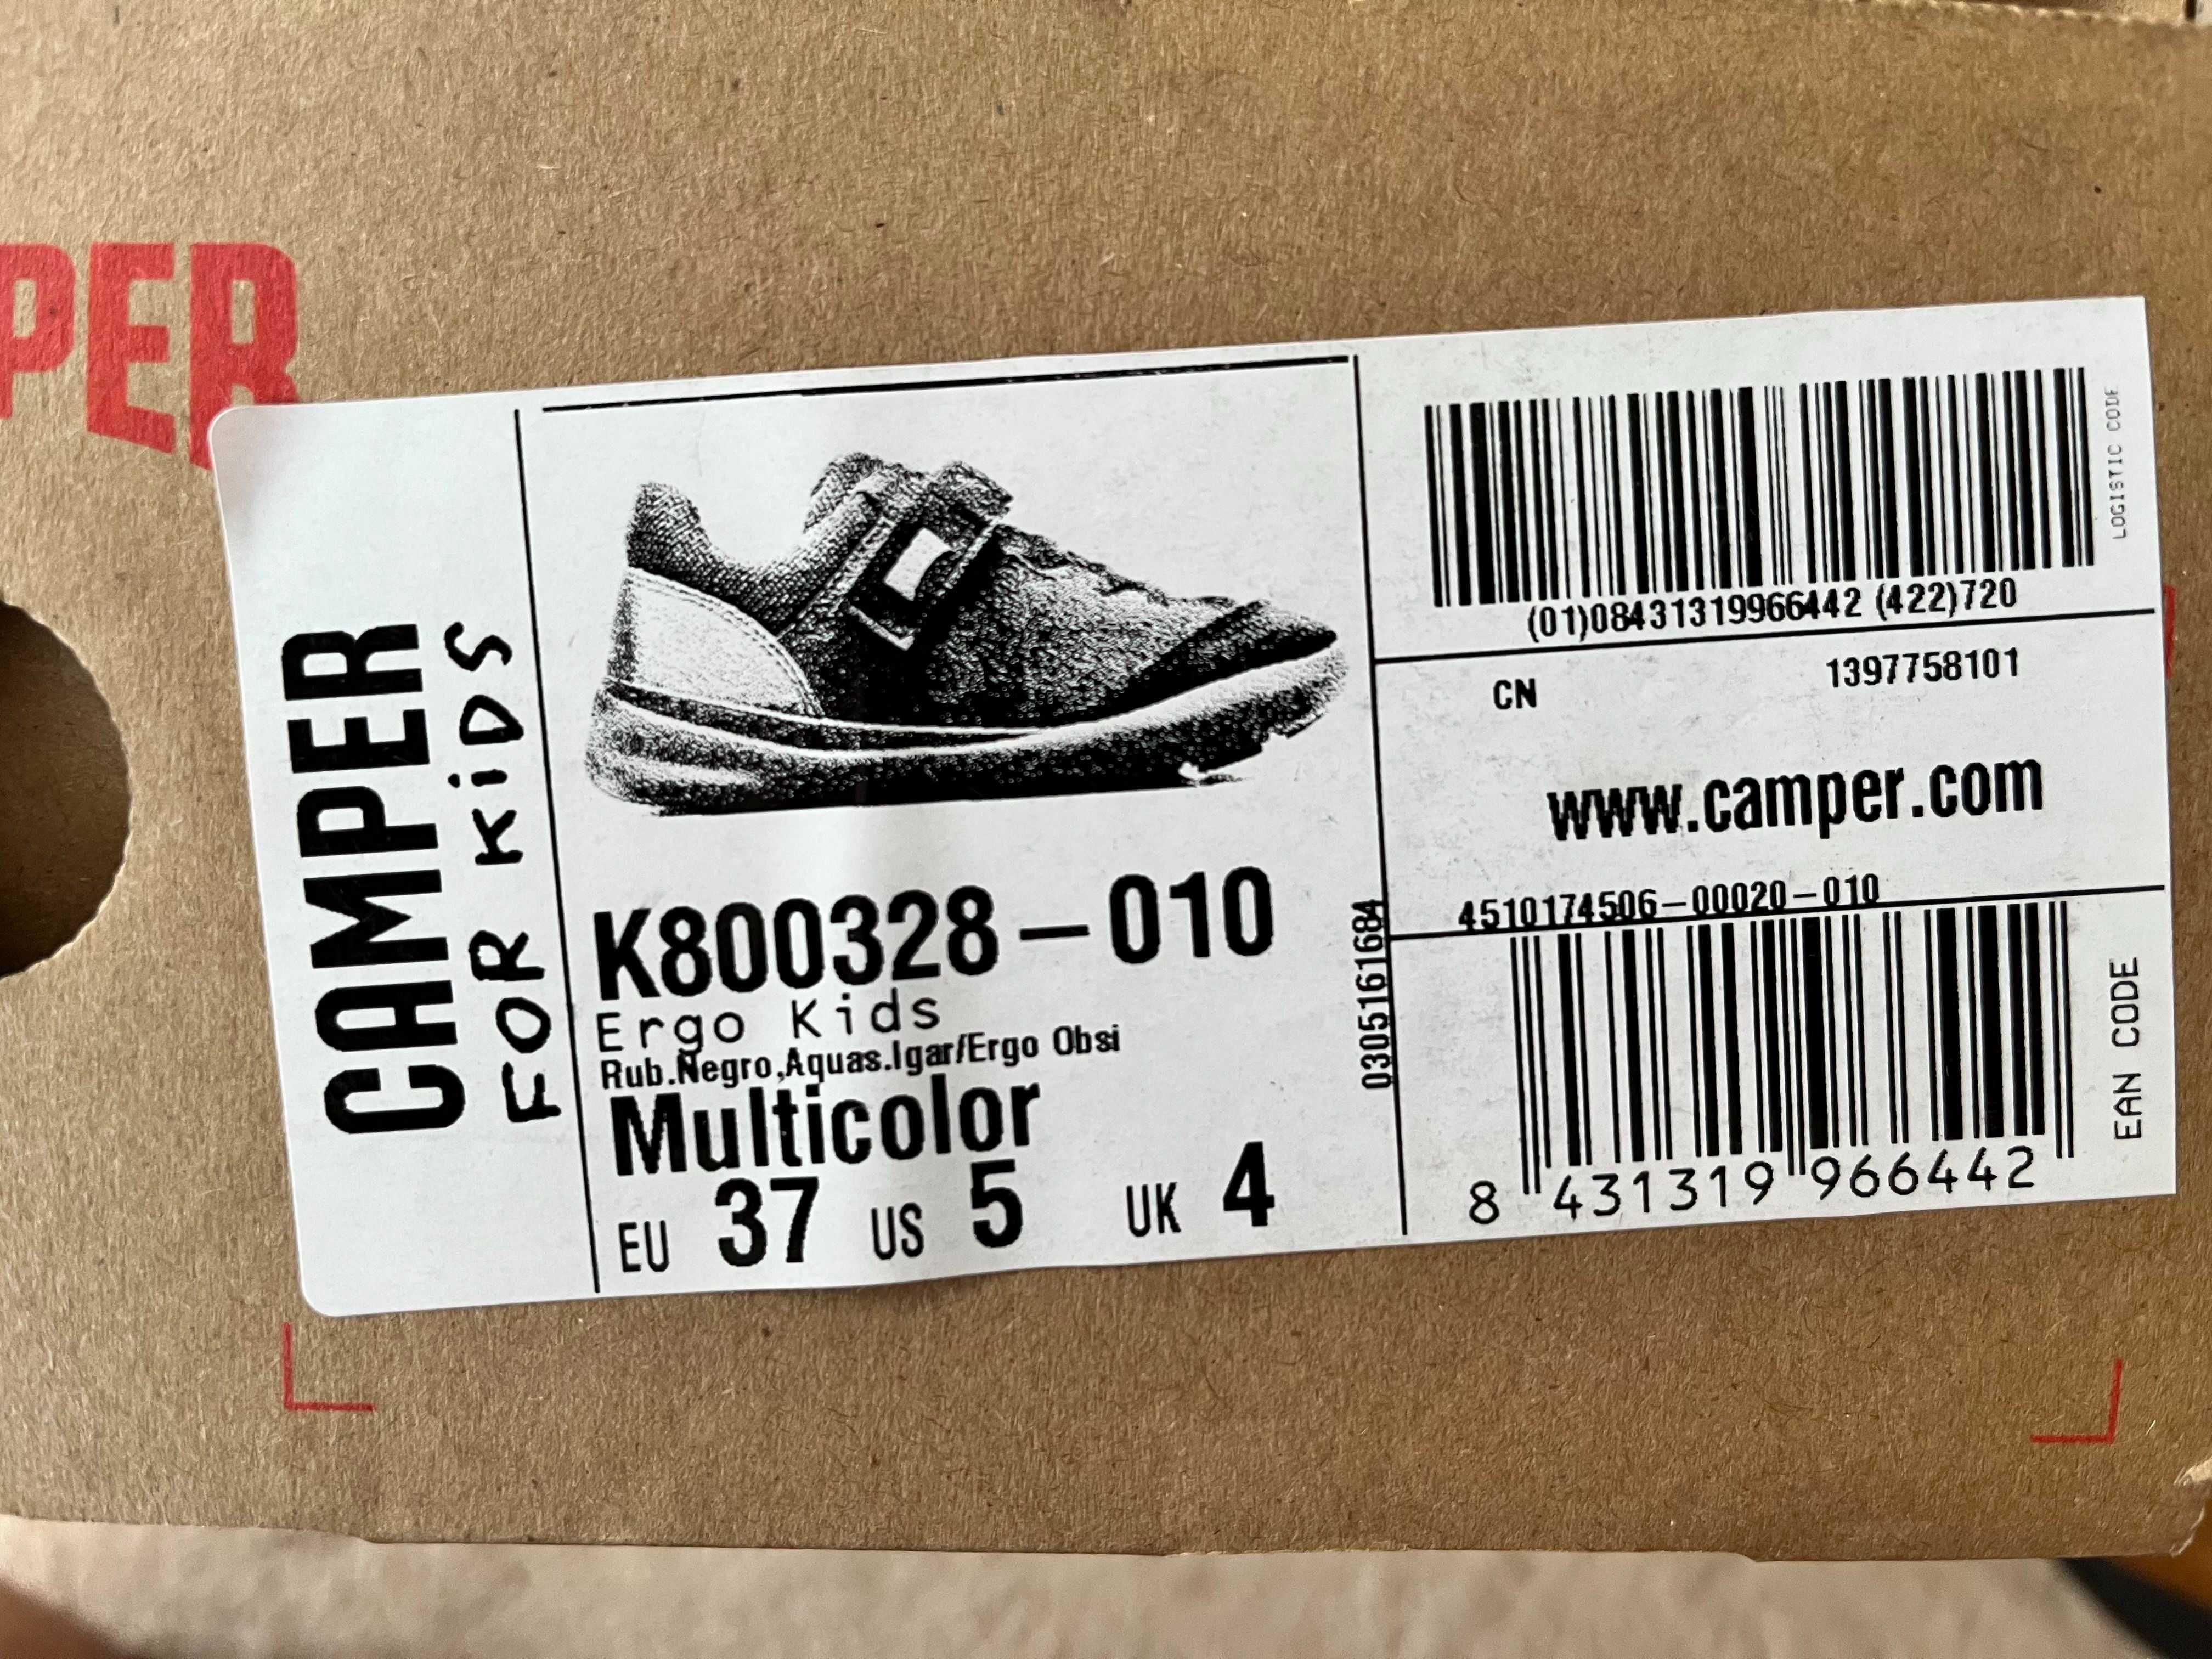 PER
CAMPER
FOR KiDS
K800328-010
Ergo Kids
Rub.Negro,Aquas.Igar/Ergo Obsi
Multicolor
EU 37 US 5 UK 4
0305161684
(01)08431319966442 (422)720
LOGISTIC CODE
CN 1397758101
www.camper.com
4510174506-00020-010
8 431319 966442
EAN CODE